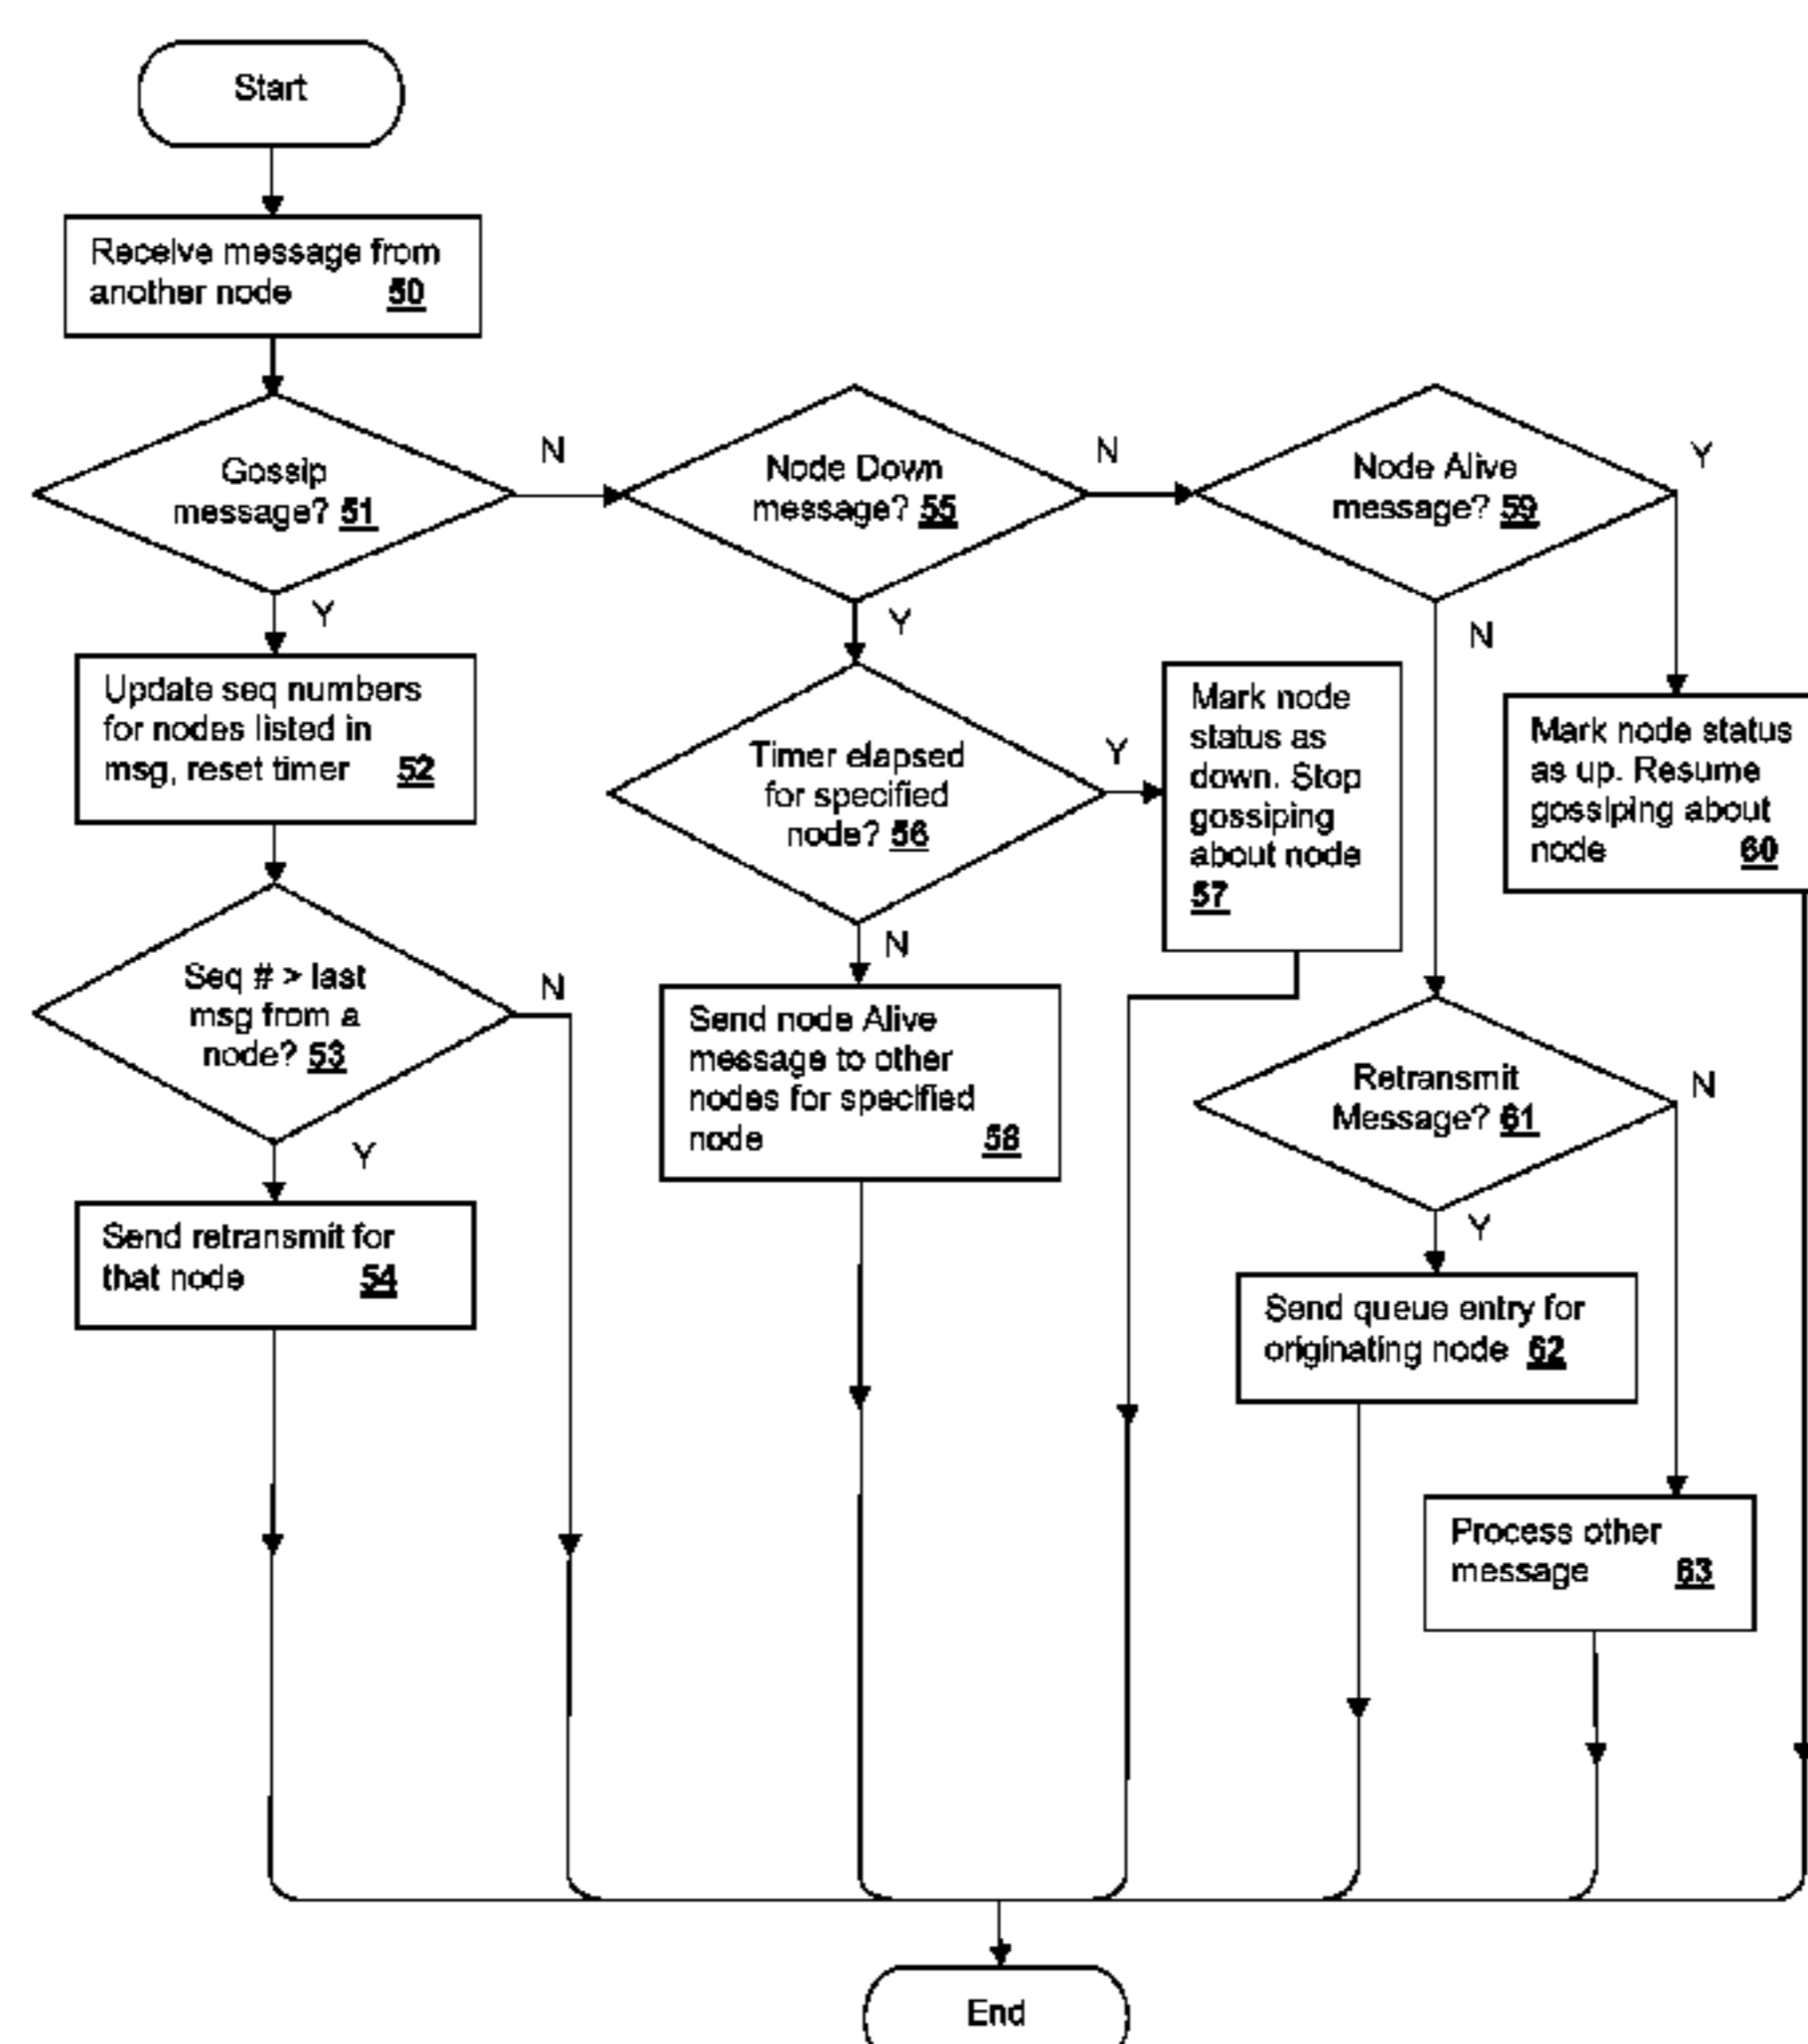 Start
Receive message from
another node 50
Gossip
message? 51
N
Node Down
message? 55
N
Node Alive
message? 59
Y
Y
Y
N
Update seq numbers
for nodes listed in
msg, reset timer 52
Timer elapsed
for specified
node? 56
Y
Mark node
status as
down. Stop
gossiping
about node
57
Mark node status
as up. Resume
gossiping about
node 60
N
Seq # > last
msg from a
node? 53
N
Send node Alive
message to other
nodes for specified
node 58
Retransmit
Message? 61
N
Y
Y
Send retransmit for
that node 54
Send queue entry for
originating node 62
Process other
message 63
End